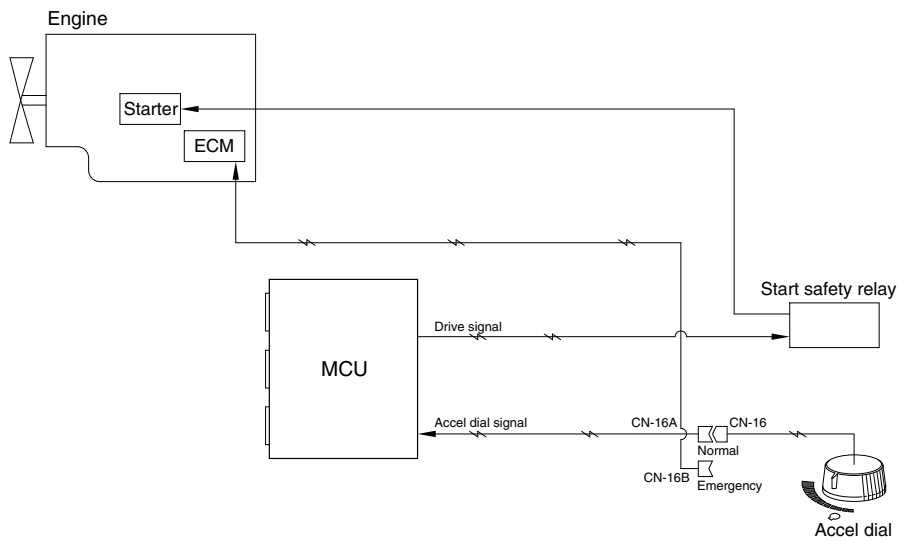 Engine
Starter
ECM
Start safety relay
Drive signal
MCU
Accel dial signal
CN-16A
CN-16
Normal
CN-16B
Emergency
Accel dial